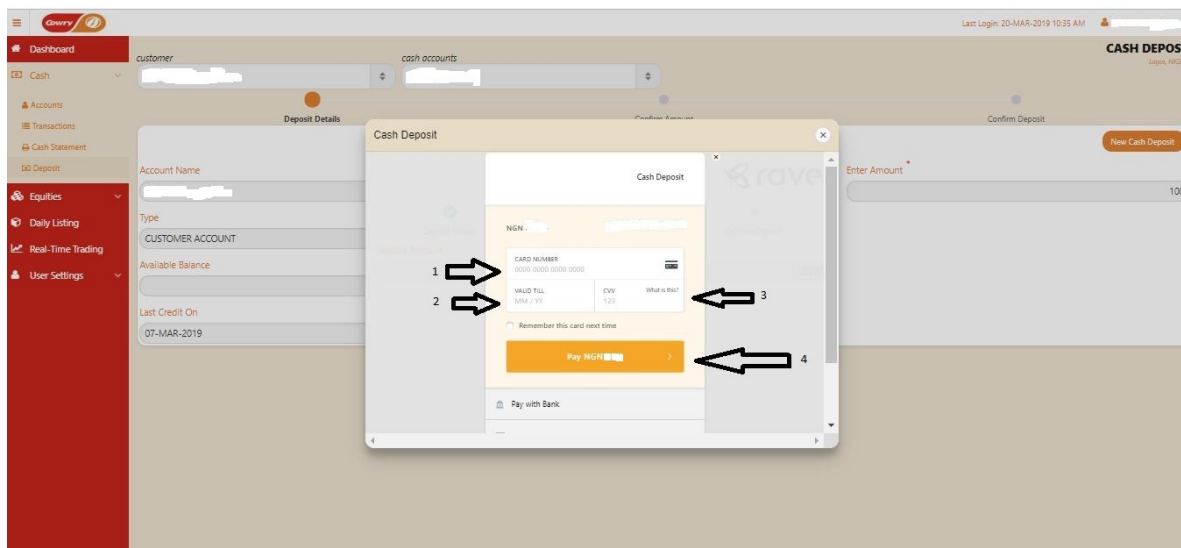 Cowry
Last Login: 20-MAR-2019 10:35 AM
Dashboard
Cash
Accounts
Transactions
Cash Statement
Deposit
Equities
Daily Listing
Real-Time Trading
User Settings
CASH DEPOS
Lagos,
customer
cash accounts
Deposit Details
Confirm Amount
Confirm Deposit
New Cash Deposit
Account Name
Type
CUSTOMER ACCOUNT
Available Balance
Last Credit On
07-MAR-2019
Enter Amount *
Cash Deposit
rave
Cash Deposit
NGN
1
CARD NUMBER
0000 0000 0000 0000
2
VALID TILL
MM / YY
CVV
123
What is this?
3
Remember this card next time
Pay NGN
4
Pay with Bank